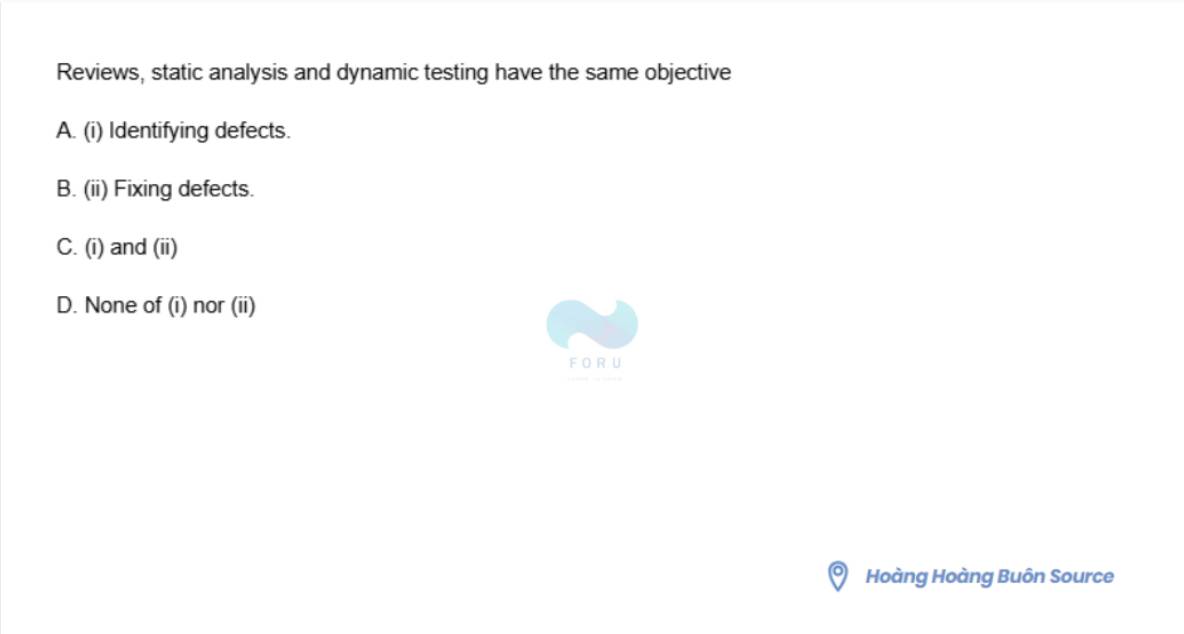 Reviews, static analysis and dynamic testing have the same objective
A. (i) Identifying defects.
B. (ii) Fixing defects.
C. (i) and (ii)
D. None of (i) nor (ii)
FORU
Hoàng Hoàng Buôn Source